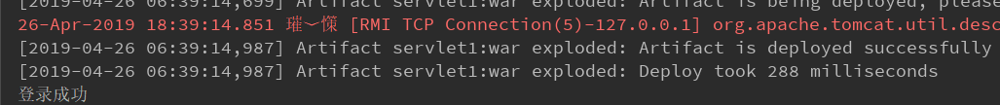 [2019-04-26 06:39:14,699] Artifact servlet1:war exploded: Artifact is being deployed, please
26-Apr-2019 18:39:14.851 璀﹀憡 [RMI TCP Connection(5)-127.0.0.1] org.apache.tomcat.util.desc
[2019-04-26 06:39:14,987] Artifact servlet1:war exploded: Artifact is deployed successfully
[2019-04-26 06:39:14,987] Artifact servlet1:war exploded: Deploy took 288 milliseconds
登录成功